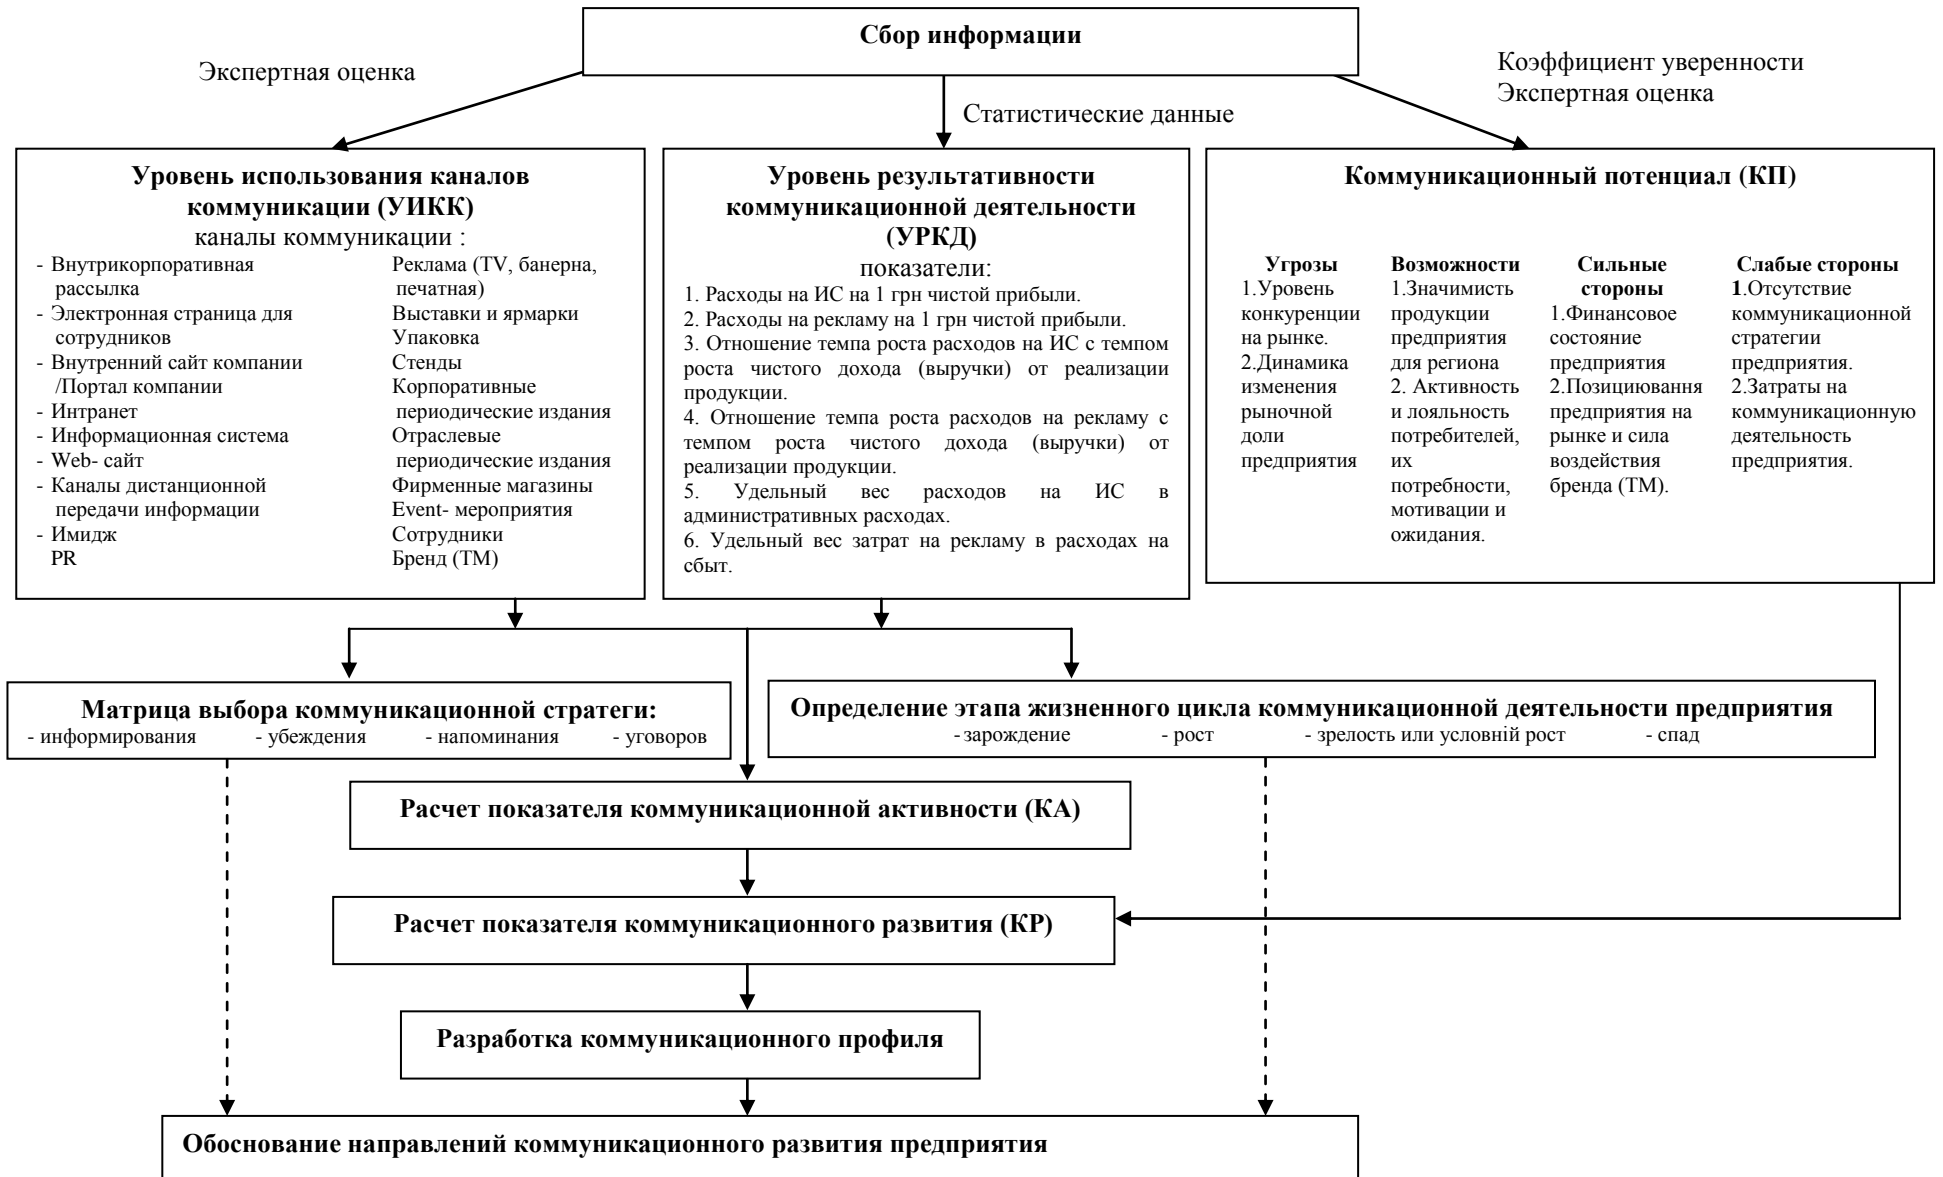 Сбор информации
Экспертная оценка
Коэффициент уверенности
Экспертная оценка
Статистические данные
Уровень использования каналов
коммуникации (УИКК)
каналы коммуникации :
- Внутрикорпоративная
рассылка
- Электронная страница для
сотрудников
- Внутренний сайт компании
/Портал компании
- Интранет
- Информационная система
- Web- сайт
- Каналы дистанционной
передачи информации
- Имидж
PR
Реклама (TV, банерна,
печатная)
Выставки и ярмарки
Упаковка
Стенды
Корпоративные
периодические издания
Отраслевые
периодические издания
Фирменные магазины
Event- мероприятия
Сотрудники
Бренд (ТМ)
Уровень результативности
коммуникационной деятельности
(УРКД)
показатели:
1. Расходы на ИС на 1 грн чистой прибыли.
2. Расходы на рекламу на 1 грн чистой прибыли.
3. Отношение темпа роста расходов на ИС с темпом
роста чистого дохода (выручки) от реализации
продукции.
4. Отношение темпа роста расходов на рекламу с
темпом роста чистого дохода (выручки) от
реализации продукции.
5. Удельный вес расходов на ИС в
административных расходах.
6. Удельный вес затрат на рекламу в расходах на
сбыт.
Коммуникационный потенциал (КП)
Угрозы
1.Уровень
конкуренции
на рынке.
2.Динамика
изменения
рыночной
доли
предприятия
Возможности
1.Значимисть
продукции
предприятия
для региона
2. Активность
и лояльность
потребителей,
их
потребности,
мотивации и
ожидания.
Сильные
стороны
1.Финансовое
состояние
предприятия
2.Позициювання
предприятия на
рынке и сила
воздействия
бренда (ТМ).
Слабые стороны
1.Отсутствие
коммуникационной
стратегии
предприятия.
2.Затраты на
коммуникационную
деятельность
предприятия.
Матрица выбора коммуникационной стратеги:
- информирования - убеждения - напоминания - уговоров
Определение этапа жизненного цикла коммуникационной деятельности предприятия
- зарождение - рост - зрелость или условній рост - спад
Расчет показателя коммуникационной активности (КА)
Расчет показателя коммуникационного развития (КР)
Разработка коммуникационного профиля
Обоснование направлений коммуникационного развития предприятия